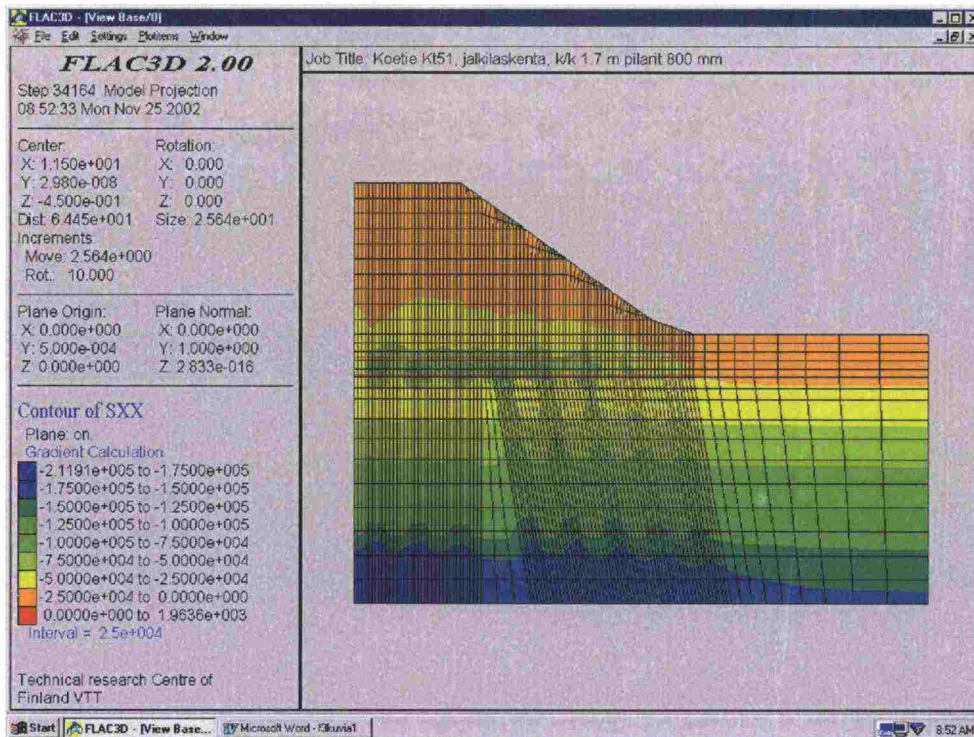 FLAC3D - [View Base/0]
File Edit Settings Plotitems Window
FLAC3D 2.00
Step 34164 Model Projection
08:52:33 Mon Nov 25 2002
Center: Rotation:
X: 1.150e+001 X: 0.000
Y: 2.980e-008 Y: 0.000
Z: -4.500e-001 Z: 0.000
Dist: 6.445e+001 Size: 2.564e+001
Increments:
Move: 2.564e+000
Rot.: 10.000
Plane Origin: Plane Normal:
X: 0.000e+000 X: 0.000e+000
Y: 5.000e-004 Y: 1.000e+000
Z: 0.000e+000 Z: 2.833e-016
Contour of SXX
Plane: on
Gradient Calculation
-2.1191e+005 to -1.7500e+005
-1.7500e+005 to -1.5000e+005
-1.5000e+005 to -1.2500e+005
-1.2500e+005 to -1.0000e+005
-1.0000e+005 to -7.5000e+004
-7.5000e+004 to -5.0000e+004
-5.0000e+004 to -2.5000e+004
-2.5000e+004 to 0.0000e+000
0.0000e+000 to 1.9636e+003
Interval = 2.5e+004
Technical research Centre of
Finland VTT
Job Title: Koetie Kt51, jalkilaskenta, k/k 1.7 m pilarit 800 mm
Start FLAC3D - [View Base... Microsoft Word - f3kuvia1 8:52 AM